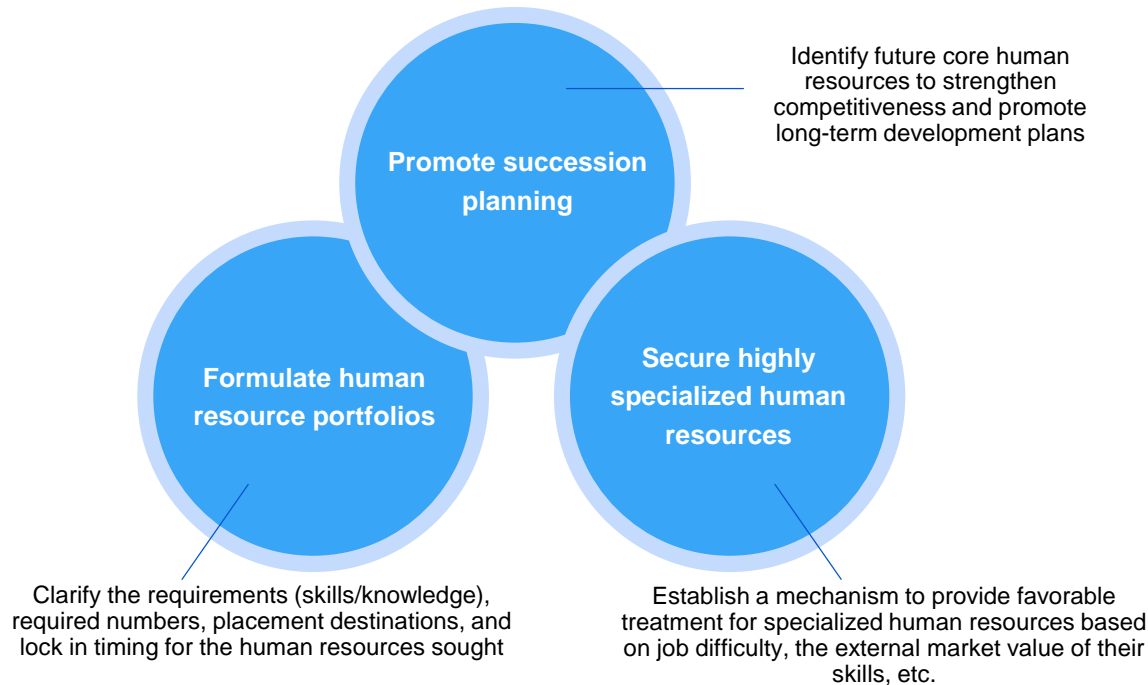 Identify future core human
resources to strengthen
competitiveness and promote
long-term development plans
Promote succession
planning
Formulate human
resource portfolios
Secure highly
specialized human
resources
Clarify the requirements (skills/knowledge),
required numbers, placement destinations, and
lock in timing for the human resources sought
Establish a mechanism to provide favorable
treatment for specialized human resources based
on job difficulty, the external market value of their
skills, etc.